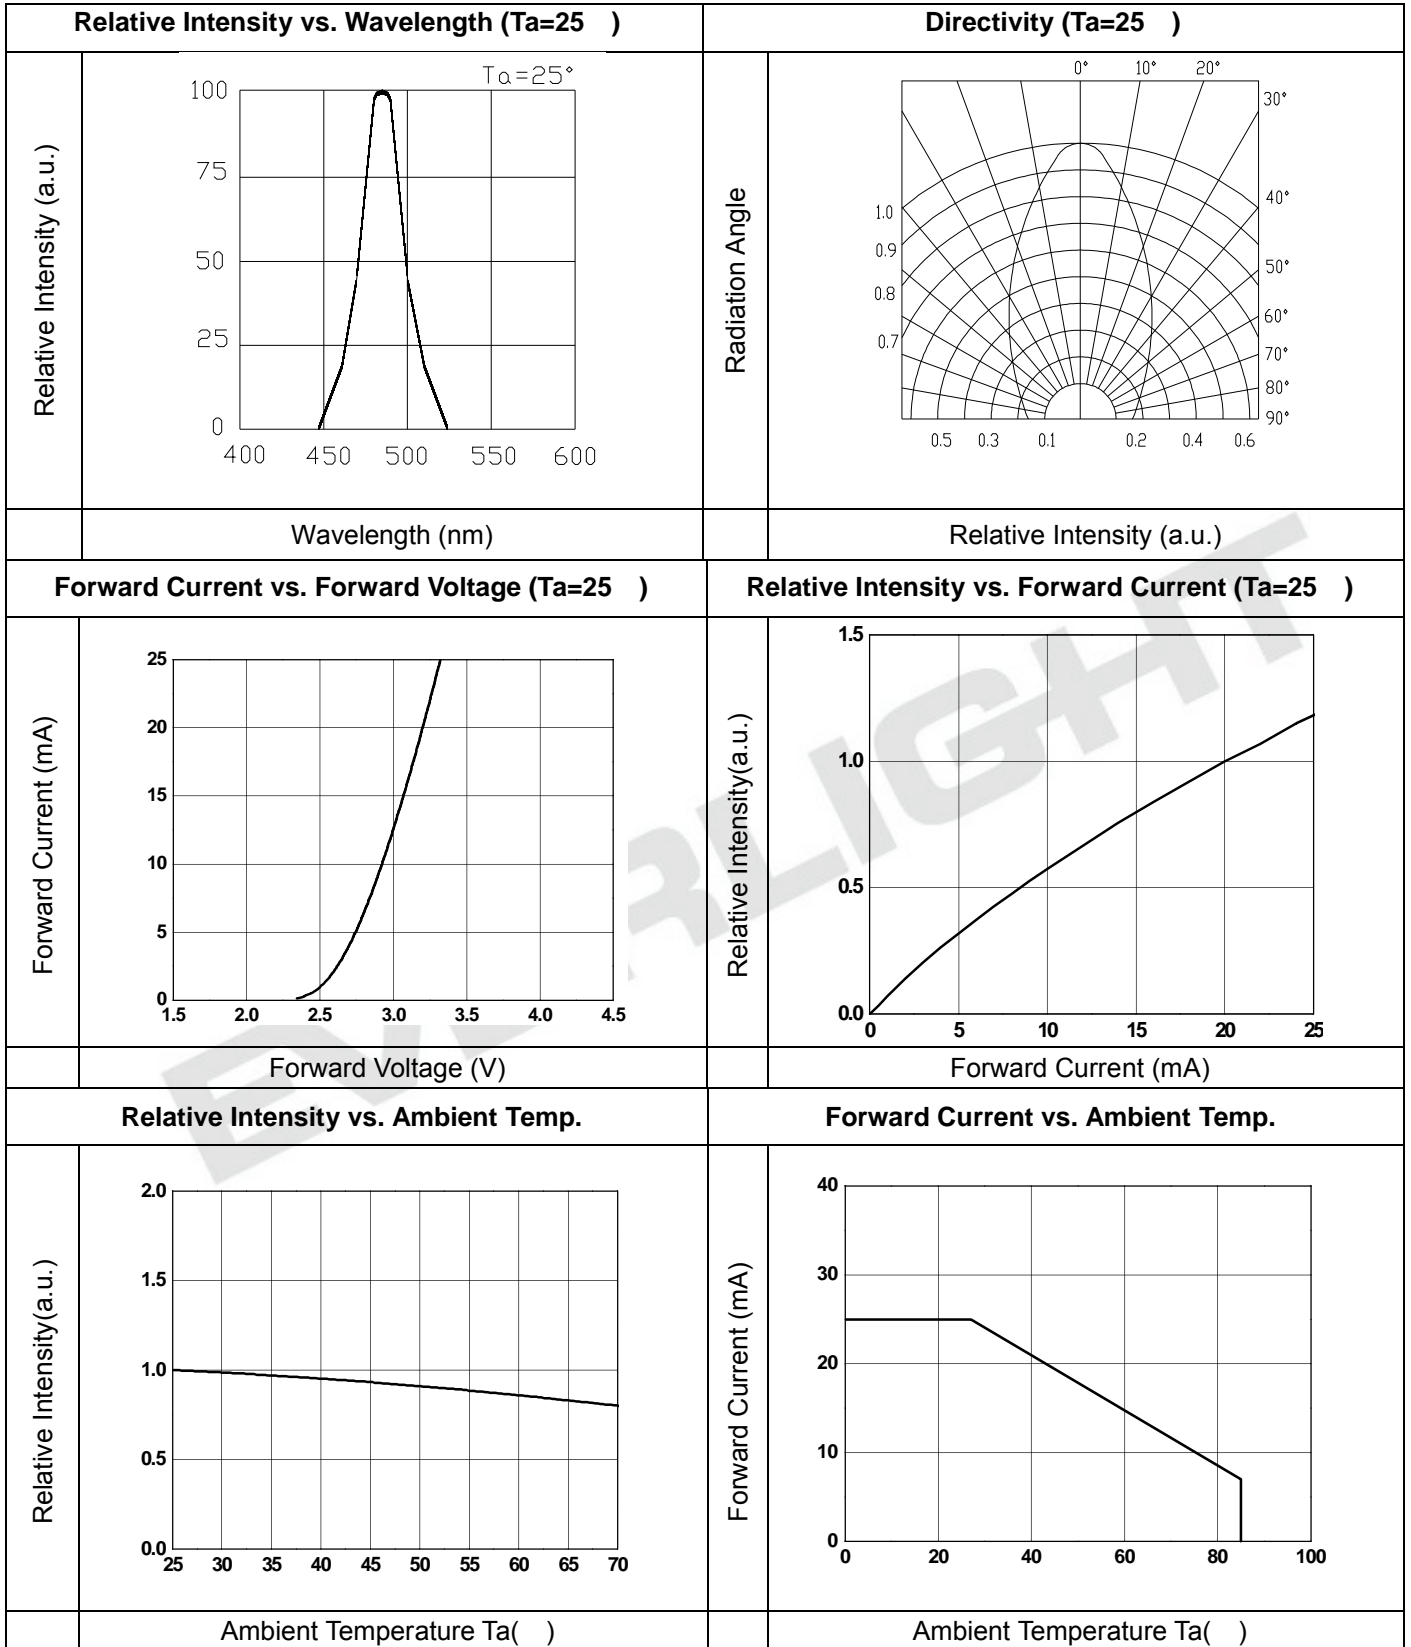 Relative Intensity vs. Wavelength (Ta=25 )
Directivity (Ta=25 )
Relative Intensity (a.u.)
Ta=25°
100
75
50
25
0
400 450 500 550 600
Wavelength (nm)
Radiation Angle
0° 10° 20°
30°
40°
50°
60°
70°
80°
90°
1.0
0.9
0.8
0.7
0.5 0.3 0.1 0.2 0.4 0.6
Relative Intensity (a.u.)
Forward Current vs. Forward Voltage (Ta=25 )
Relative Intensity vs. Forward Current (Ta=25 )
Forward Current (mA)
25
20
15
10
5
0
1.5 2.0 2.5 3.0 3.5 4.0 4.5
Forward Voltage (V)
Relative Intensity(a.u.)
1.5
1.0
0.5
0.0
0 5 10 15 20 25
Forward Current (mA)
Relative Intensity vs. Ambient Temp.
Forward Current vs. Ambient Temp.
Relative Intensity(a.u.)
2.0
1.5
1.0
0.5
0.0
25 30 35 40 45 50 55 60 65 70
Ambient Temperature Ta( )
Forward Current (mA)
40
30
20
10
0
0 20 40 60 80 100
Ambient Temperature Ta( )
EVERLIGHT